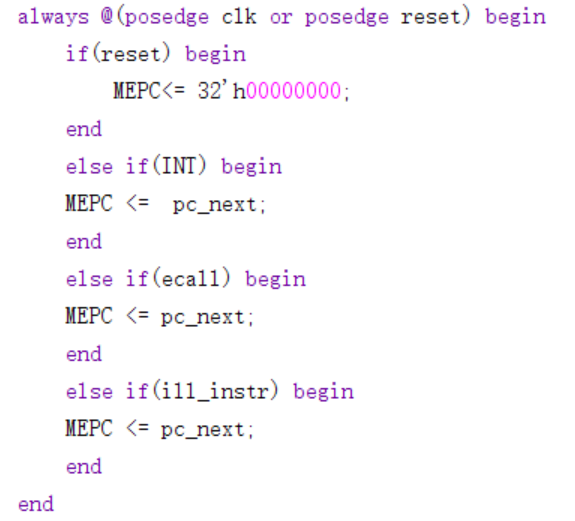 always @(posedge clk or posedge reset) begin
if(reset) begin
MEPC<= 32'h00000000;
end
else if(INT) begin
MEPC <=  pc_next;
end
else if(ecall) begin
MEPC <= pc_next;
end
else if(ill_instr) begin
MEPC <= pc_next;
end
end